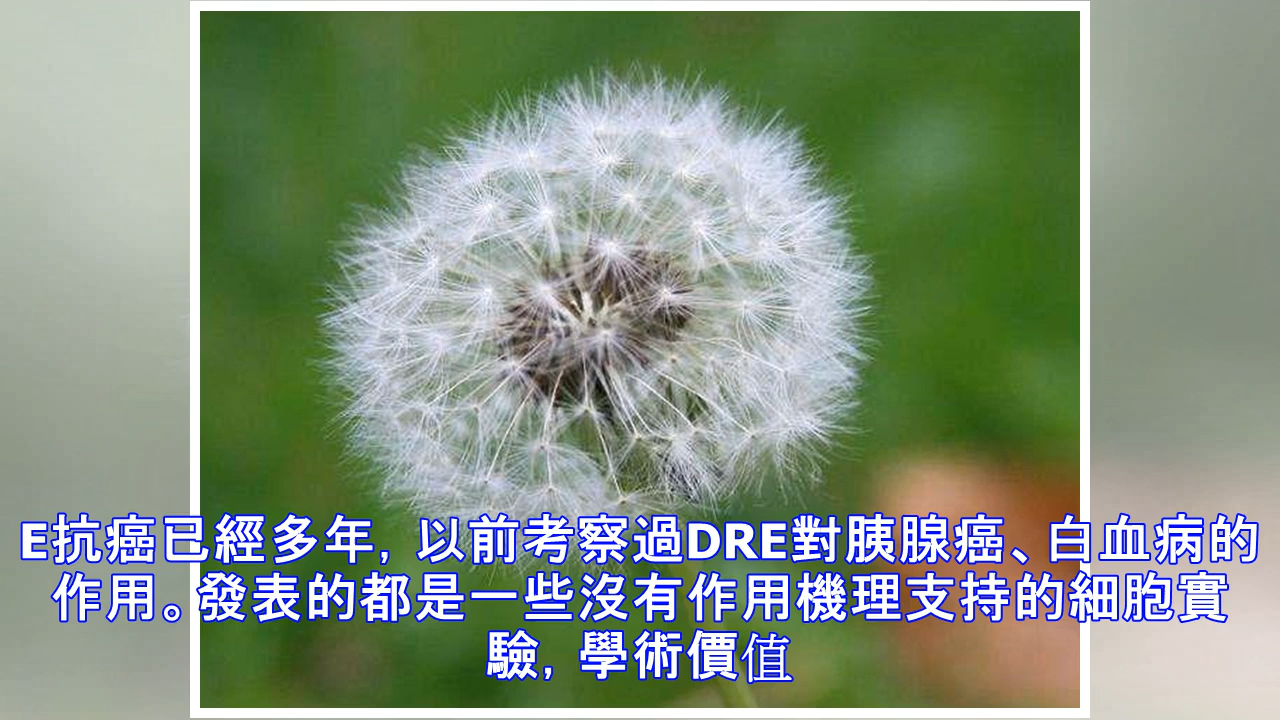 E抗癌已經多年，以前考察過DRE對胰腺癌、白血病的
作用。發表的都是一些沒有作用機理支持的細胞實
驗，學術價值